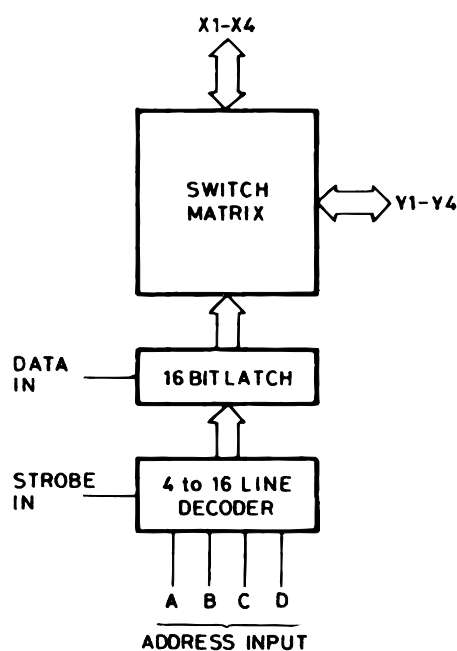 X1-X4
SWITCH
MATRIX
Y1-Y4
DATA
IN
16 BIT LATCH
STROBE
IN
4 to 16 LINE
DECODER
A B C D
ADDRESS INPUT